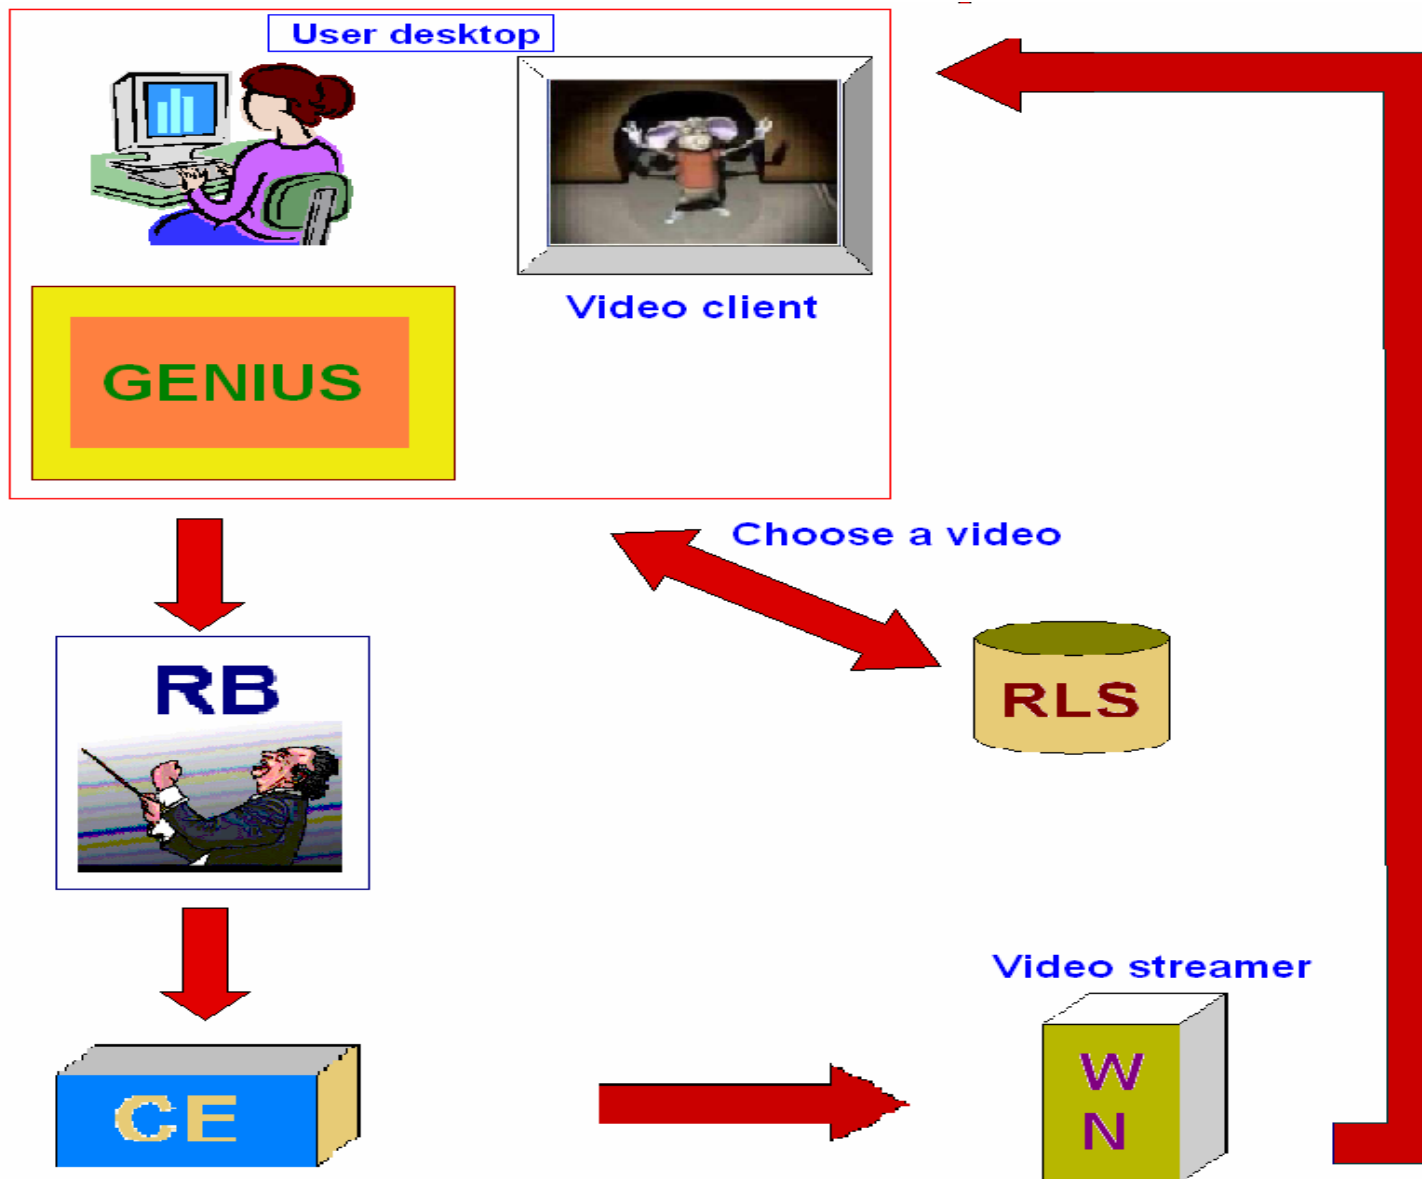 User desktop
Video client
GENIUS
Choose a video
RB
RLS
Video streamer
CE
W
N